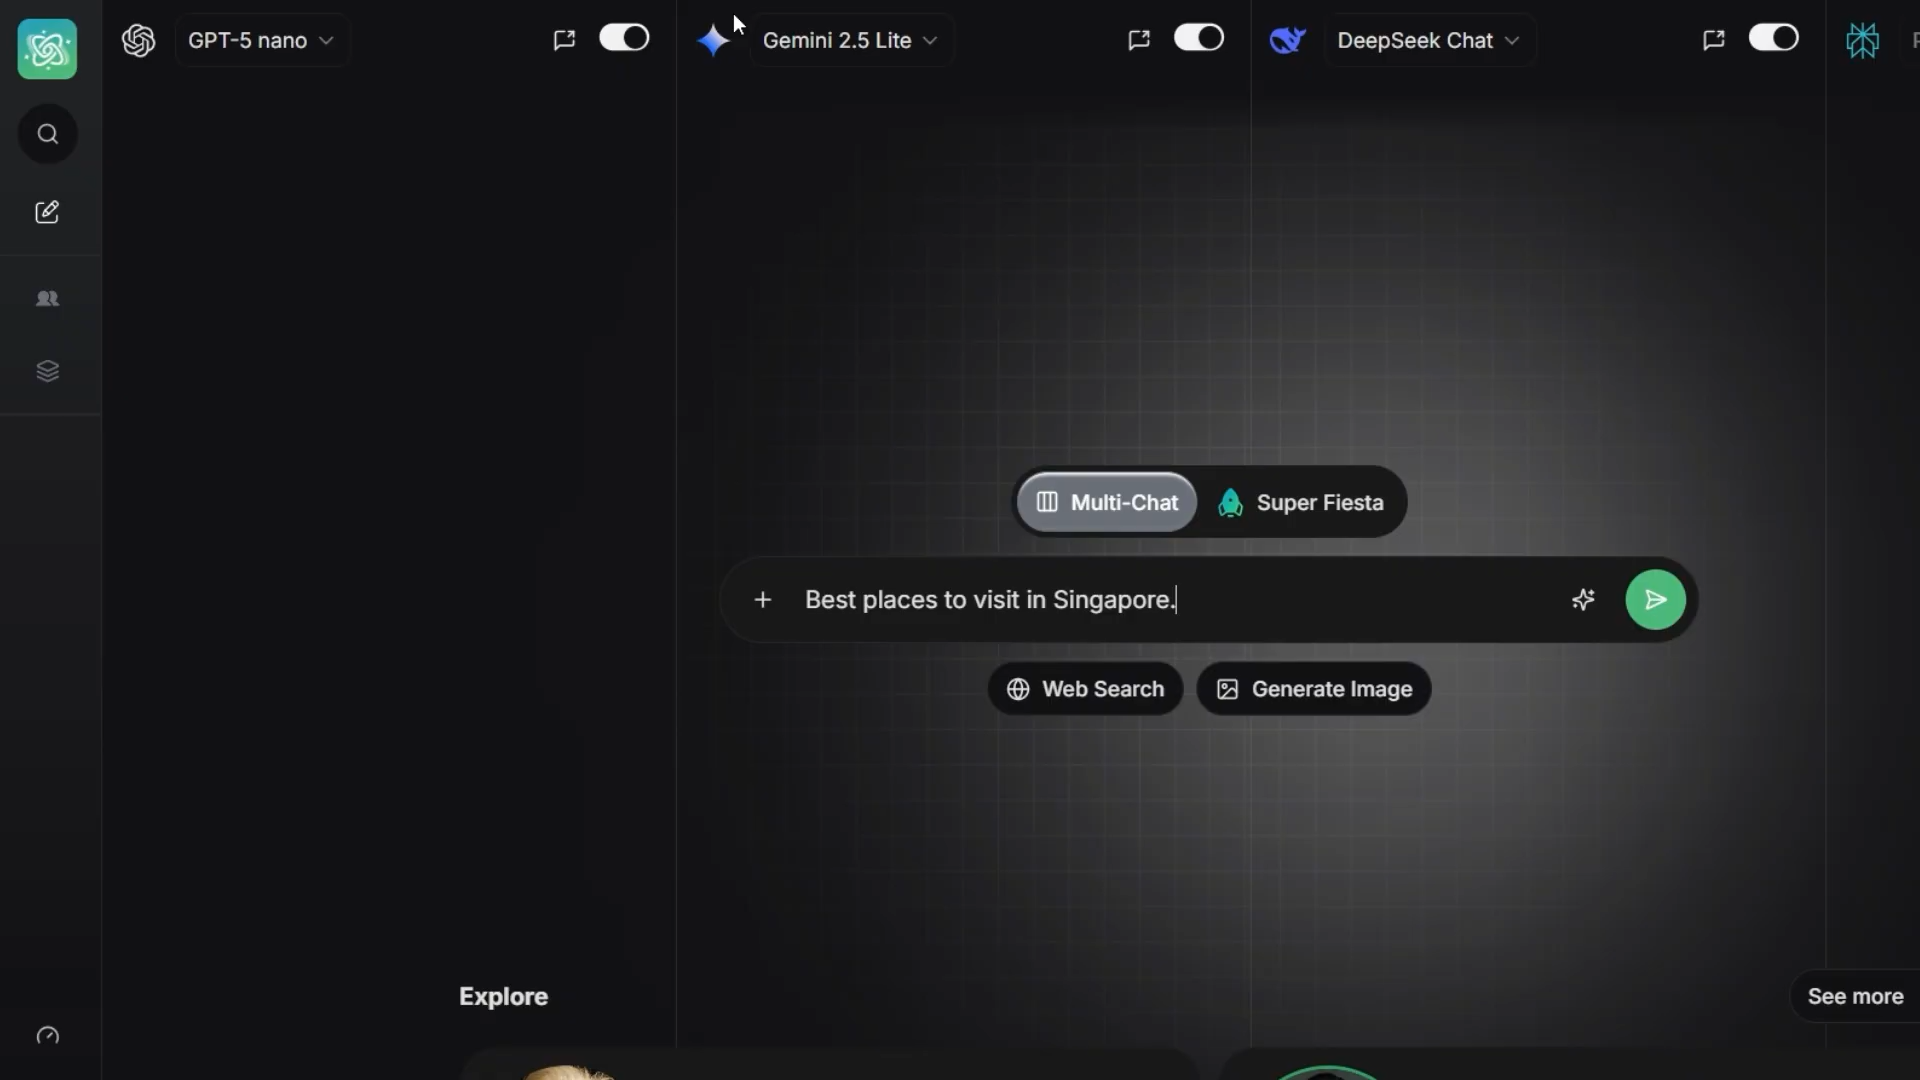 GPT-5 nano
Gemini 2.5 Lite
DeepSeek Chat
Multi-Chat
Super Fiesta
Best places to visit in Singapore.
Web Search
Generate Image
Explore
See more